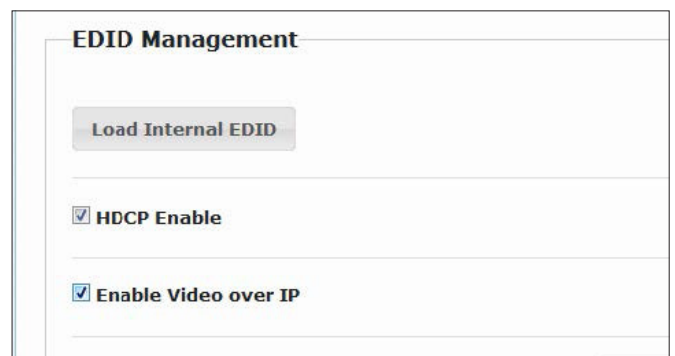 EDID Management
Load Internal EDID
HDCP Enable
Enable Video over IP